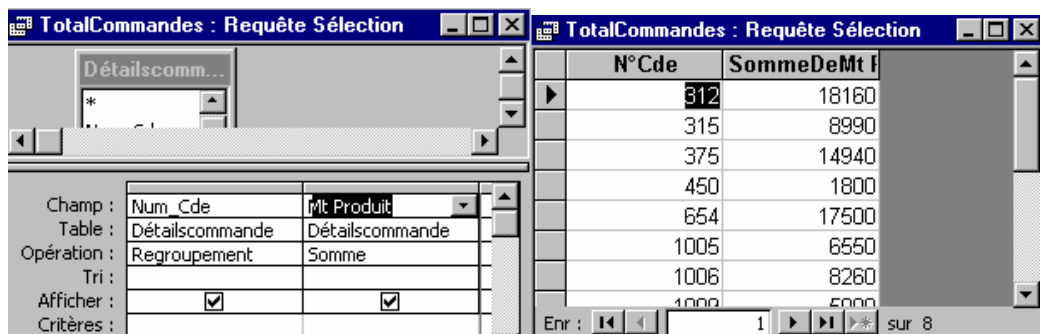 TotalCommandes : Requête Sélection
Détailscomm...
*
Champ : Num_Cde Mt Produit
Table : Détailscommande Détailscommande
Opération : Regroupement Somme
Tri :
Afficher :
Critères :
TotalCommandes : Requête Sélection
N°Cde SommeDeMt
312 18160
315 8990
375 14940
450 1800
654 17500
1005 6550
1006 8260
1009 5000
Enr : 1 sur 8